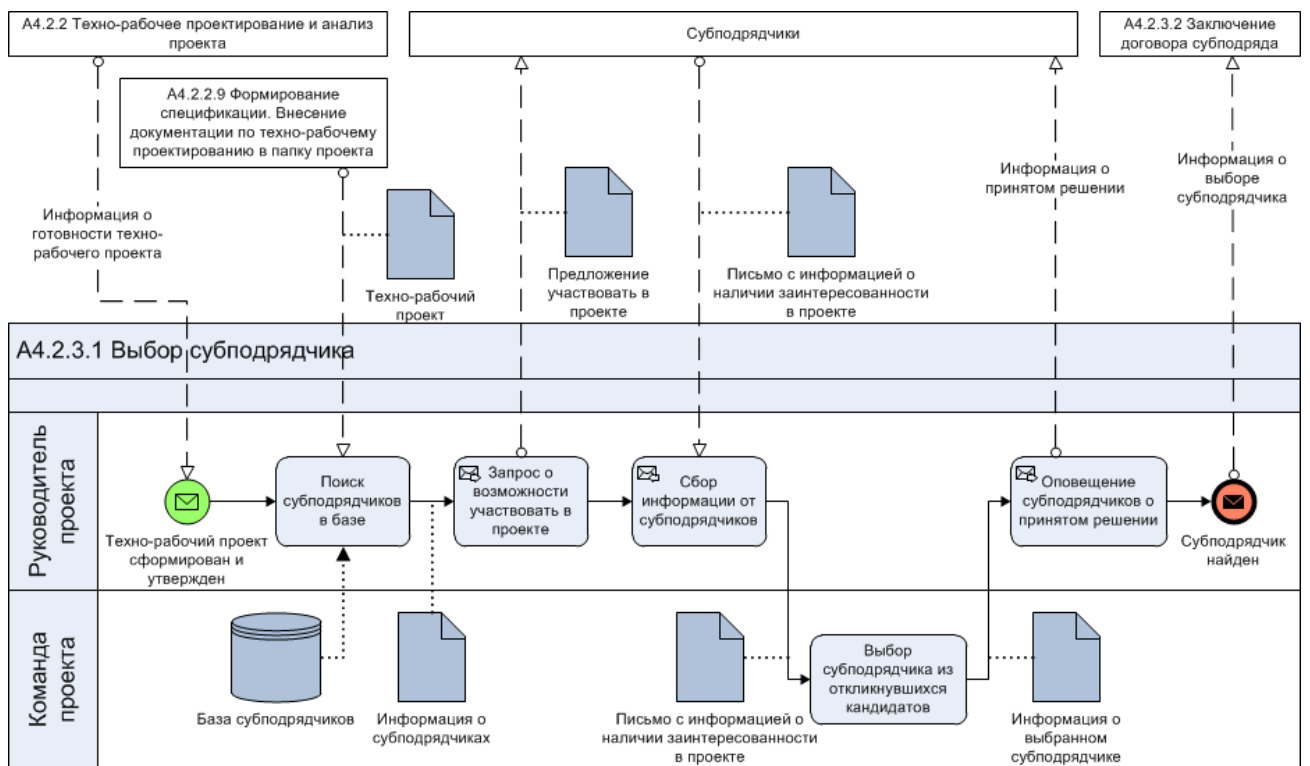 А4.2.2 Техно-рабочее проектирование и анализ
проекта
Субподрядчики
А4.2.3.2 Заключение
договора субподряда
А4.2.2.9 Формирование
спецификации. Внесение
документации по техно-рабочему
проектированию в папку проекта
Информация о
готовности техно-
рабочего проекта
Техно-рабочий
проект
Предложение
участвовать в
проекте
Письмо с информацией о
наличии заинтересованности
в проекте
Информация о
принятом решении
Информация о
выборе
субподрядчика
А4.2.3.1 Выбор субподрядчика
Руководитель
проекта
Техно-рабочий проект
сформирован и
утвержден
Поиск
субподрядчиков
в базе
Запрос о
возможности
участвовать в
проекте
Сбор
информации от
субподрядчиков
Оповещение
субподрядчиков о
принятом решении
Субподрядчик
найден
Команда
проекта
База субподрядчиков
Информация о
субподрядчиках
Письмо с информацией о
наличии заинтересованности
в проекте
Выбор
субподрядчика из
откликнувшихся
кандидатов
Информация о
выбранном
субподрядчике